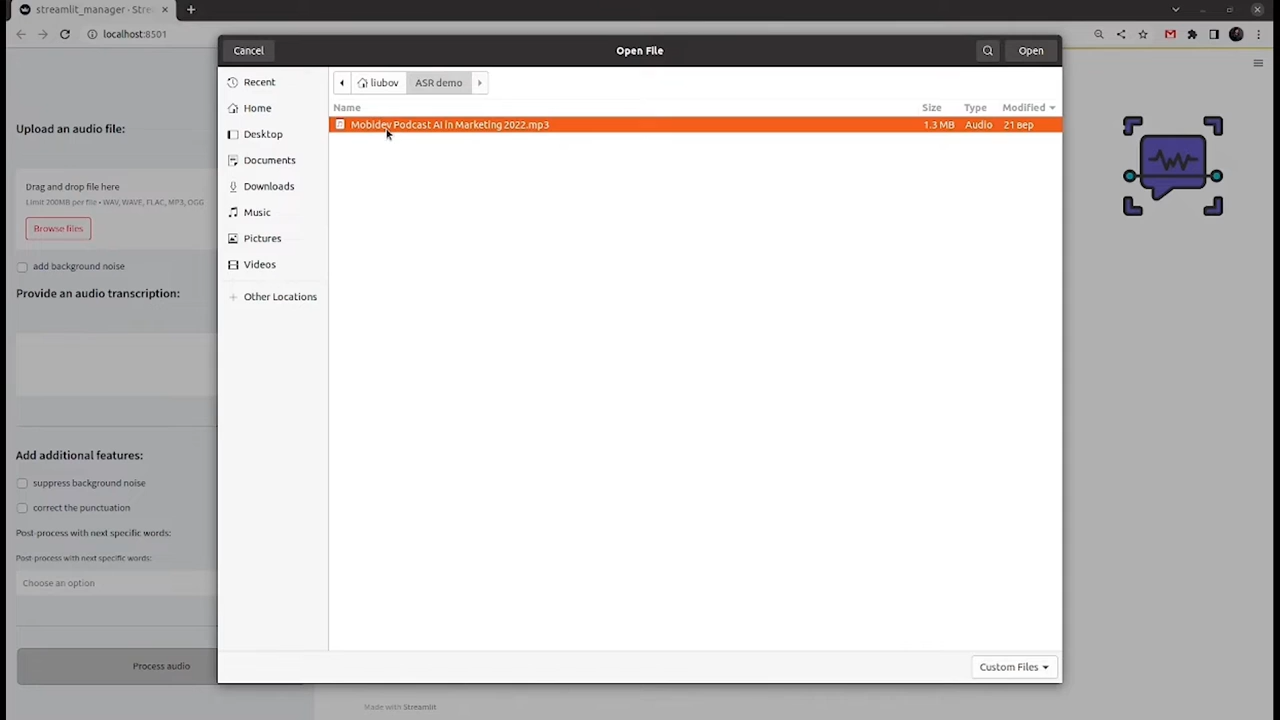 streamlit_manager · Stre
localhost:8501
Cancel
Open File
Open
Recent
Home
Desktop
Documents
Downloads
Music
Pictures
Videos
Other Locations
liubov
ASR demo
Name
Size
Type
Modified
Mobidev Podcast AI in Marketing 2022.mp3
1.3 MB
Audio
21 вер
Custom Files
Upload an audio file:
Drag and drop file here
Limit 200MB per file • WAV, WAVE, FLAC, MP3, OGG
Browse files
add background noise
Provide an audio transcription:
Add additional features:
suppress background noise
correct the punctuation
Post-process with next specific words:
Post-process with next specific words:
Choose an option
Process audio
Made with Streamlit